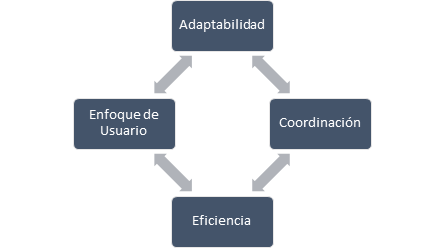 Adaptabilidad
Enfoque de
Usuario
Coordinación
Eficiencia